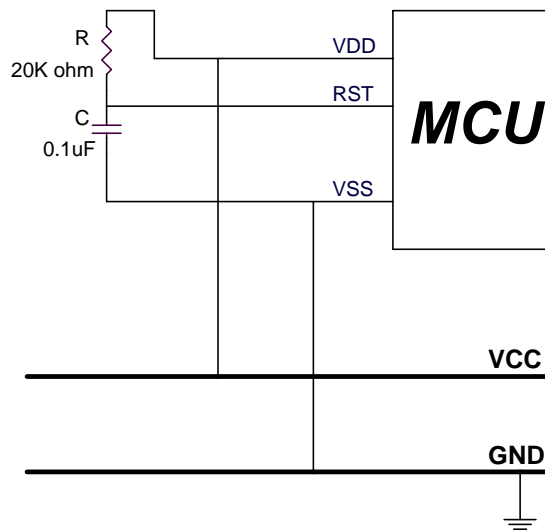 R
VDD
20K ohm
RST
C
MCU
0.1uF
VSS
VCC
GND